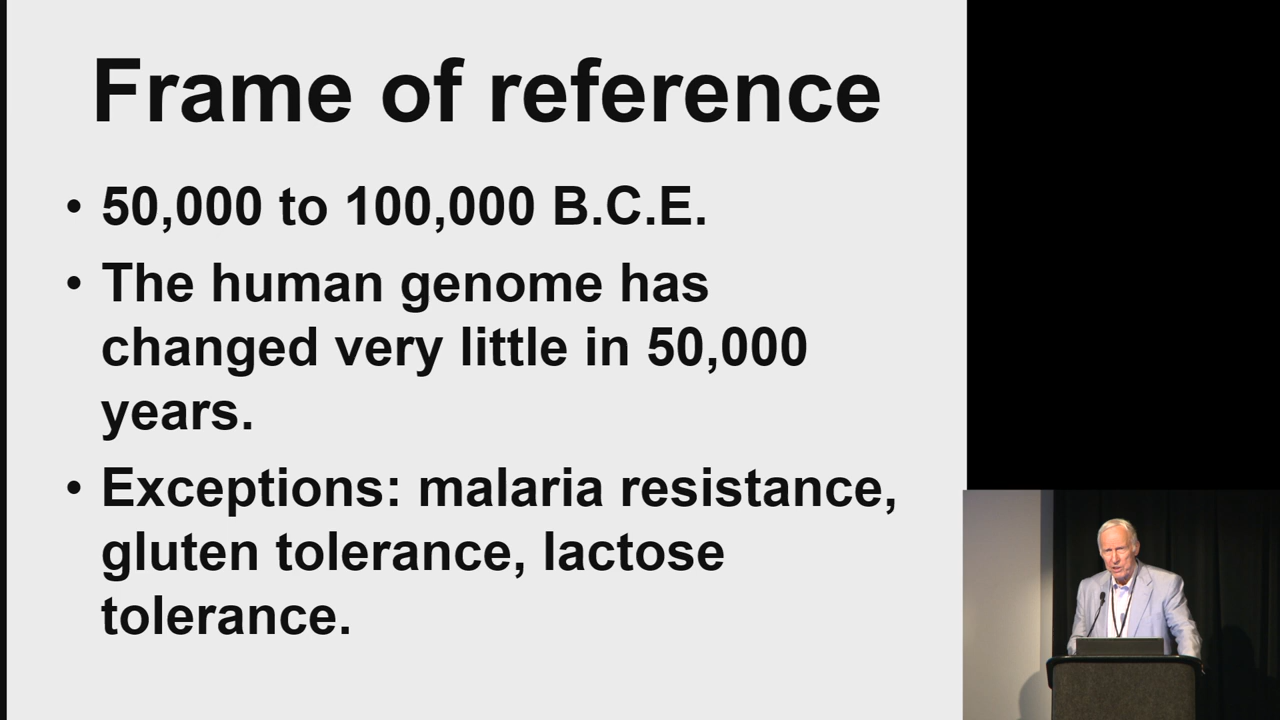 Frame of reference
• 50,000 to 100,000 B.C.E.
• The human genome has
changed very little in 50,000
years.
• Exceptions: malaria resistance,
gluten tolerance, lactose
tolerance.